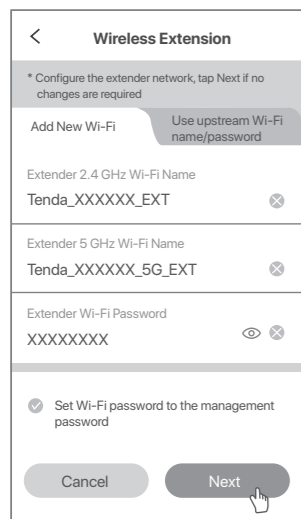 Wireless Extension
* Configure the extender network, tap Next if no
changes are required
Add New Wi-Fi
Use upstream Wi-Fi
name/password
Extender 2.4 GHz Wi-Fi Name
Tenda_XXXXXX_EXT
Extender 5 GHz Wi-Fi Name
Tenda_XXXXXX_5G_EXT
Extender Wi-Fi Password
XXXXXXXX
Set Wi-Fi password to the management
password
Cancel
Next